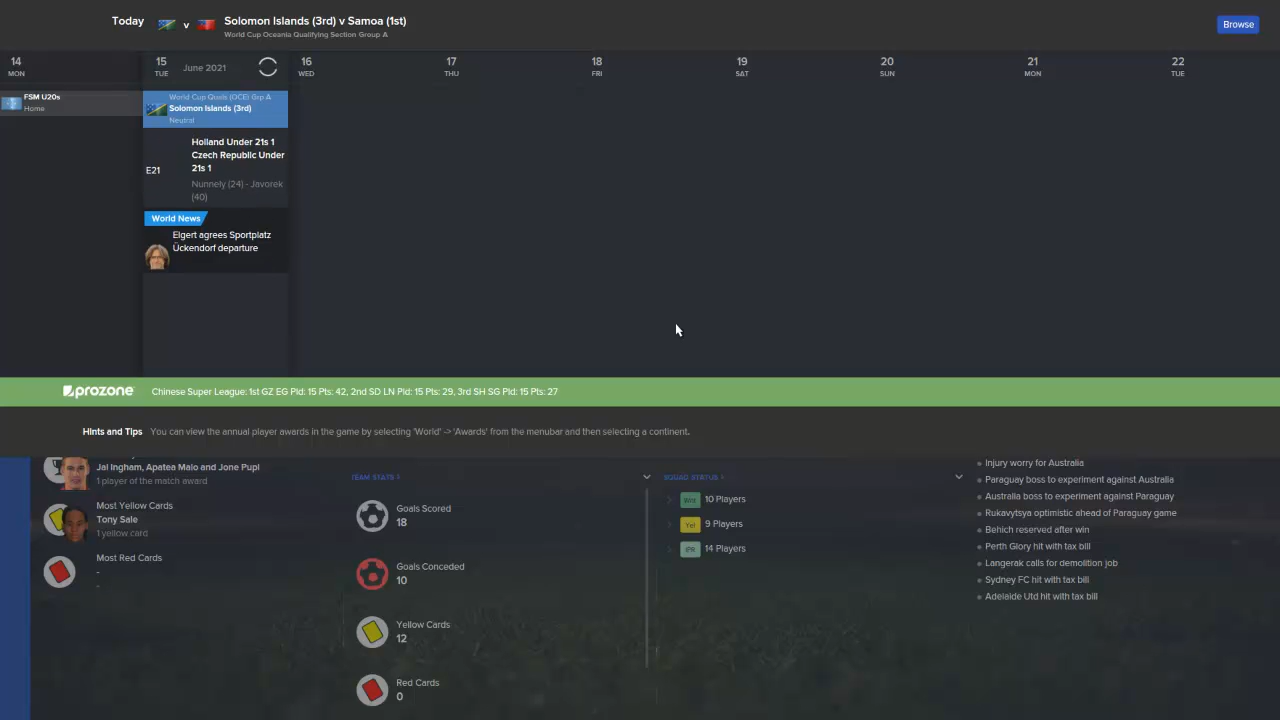 Today
v
Solomon Islands (3rd) v Samoa (1st)
World Cup Oceania Qualifying Section Group A
Browse
14
MON
15
TUE
June 2021
16
WED
17
THU
18
FRI
19
SAT
20
SUN
21
MON
22
TUE
FSM U20s
Home
World Cup Quals (OCE) Grp A
Solomon Islands (3rd)
Neutral
E21
Holland Under 21s 1
Czech Republic Under
21s 1
Nunnely (24) - Javorek
(40)
World News
Elgert agrees Sportplatz
Ückendorf departure
prozone
Chinese Super League: 1st GZ EG Pld: 15 Pts: 42, 2nd SD LN Pld: 15 Pts: 29, 3rd SH SG Pld: 15 Pts: 27
Hints and Tips
You can view the annual player awards in the game by selecting 'World' -> 'Awards' from the menubar and then selecting a continent.
Jai Ingham, Apatea Maio and Jone Pupi
1 player of the match award
Most Yellow Cards
Tony Sale
1 yellow card
Most Red Cards
-
-
TEAM STATS >
Goals Scored
18
Goals Conceded
10
Yellow Cards
12
Red Cards
0
SQUAD STATUS >
10 Players
Yel
9 Players
IPR
14 Players
Injury worry for Australia
Paraguay boss to experiment against Australia
Australia boss to experiment against Paraguay
Rukavytsya optimistic ahead of Paraguay game
Behich reserved after win
Perth Glory hit with tax bill
Langerak calls for demolition job
Sydney FC hit with tax bill
Adelaide Utd hit with tax bill